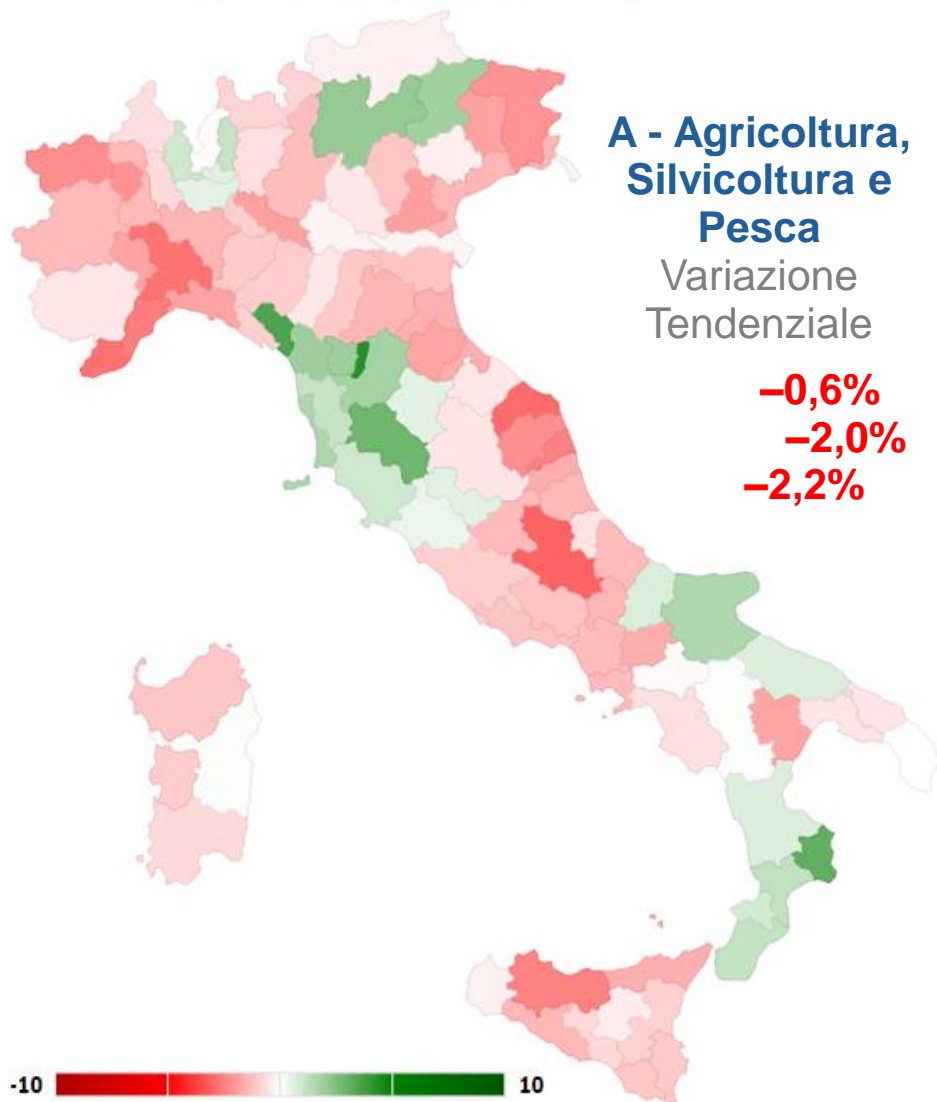 A - Agricoltura,
Silvicoltura e
Pesca
Variazione
Tendenziale
–0,6%
–2,0%
–2,2%
-10
10